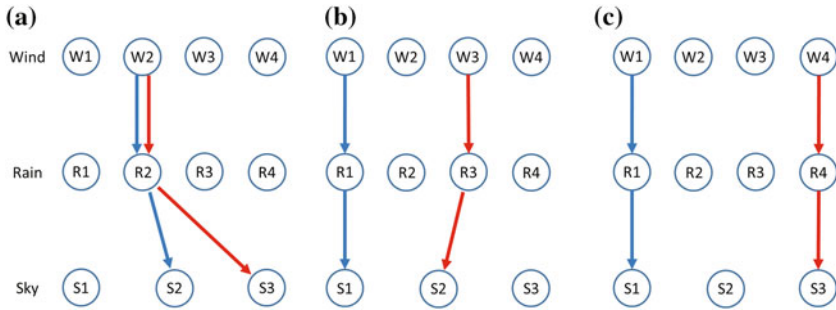 (a) (b) (c)
Wind W1 W2 W3 W4 W1 W2 W3 W4 W1 W2 W3 W4
Rain R1 R2 R3 R4 R1 R2 R3 R4 R1 R2 R3 R4
Sky S1 S2 S3 S1 S2 S3 S1 S2 S3